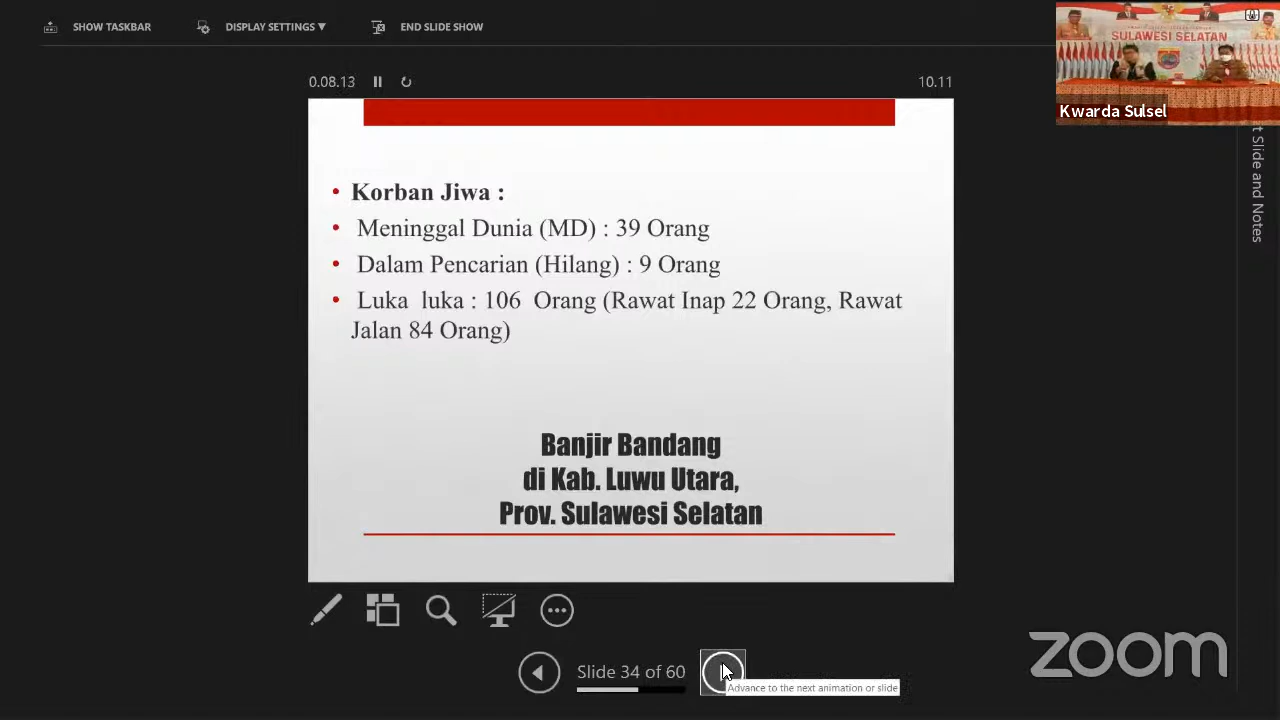 SHOW TASKBAR
DISPLAY SETTINGS ▼
END SLIDE SHOW
SULAWESI SELATAN
Kwarda Sulsel
0.08.13
10.11
t Slide and Notes
• Korban Jiwa :
• Meninggal Dunia (MD) : 39 Orang
• Dalam Pencarian (Hilang) : 9 Orang
• Luka luka : 106 Orang (Rawat Inap 22 Orang, Rawat
Jalan 84 Orang)
Banjir Bandang
di Kab. Luwu Utara,
Prov. Sulawesi Selatan
Slide 34 of 60
Advance to the next animation or slide
zoom